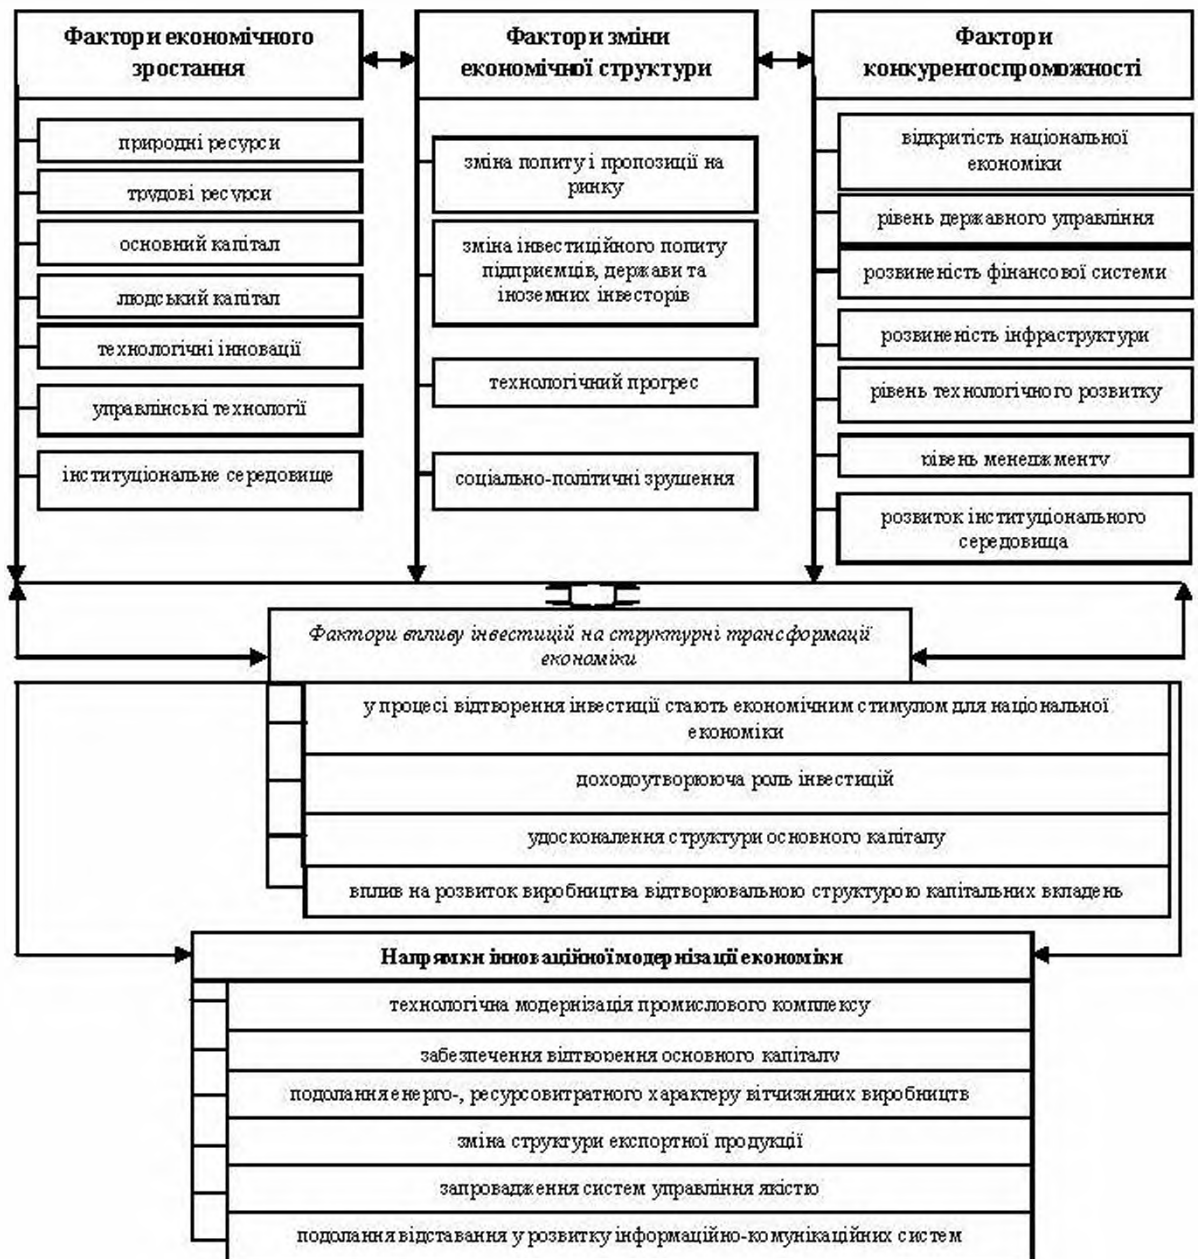 Фактори економічного
зростання
Фактори зміни
економічної структури
Фактори
конкурентоспроможності
природні ресурси
трудові ресурси
основний капітал
людський капітал
технологічні інновації
управлінські технології
інституціональне середовище
зміна попиту і пропозиції на
ринку
зміна інвестиційного попиту
підприємців, держави та
іноземних інвесторів
технологічний прогрес
соціально-політичні зрушення
відкритість національної
економіки
рівень державного управління
розвиненість фінансової системи
розвиненість інфраструктури
рівень технологічного розвитку
рівень менеджменту
розвиток інституціонального
середовища
Фактори впливу інвестицій на структурні трансформації
економіки
у процесі відтворення інвестиції стають економічним стимулом для національної
економіки
доходоутворююча роль інвестицій
удосконалення структури основного капіталу
вплив на розвиток виробництва відтворювальною структурою капітальних вкладень
Напрямки інноваційної модернізації економіки
технологічна модернізація промислового комплексу
забезпечення відтворення основного капіталу
подолання енерго-, ресурсовитратного характеру вітчизняних виробництв
зміна структури експортної продукції
запровадження систем управління якістю
подолання відставання у розвитку інформаційно-комунікаційних систем